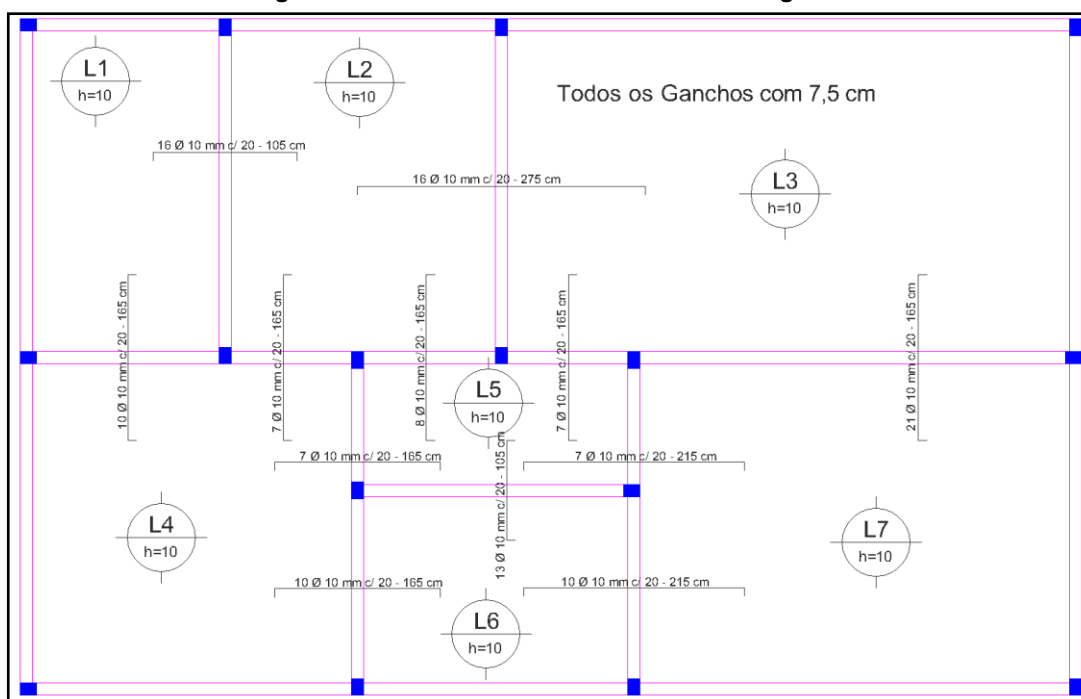 L1
h=10
L2
h=10
Todos os Ganchos com 7,5 cm
16 Ø 10 mm c/ 20 - 105 cm
16 Ø 10 mm c/ 20 - 275 cm
L3
h=10
10 Ø 10 mm c/ 20 - 165 cm
7 Ø 10 mm c/ 20 - 165 cm
8 Ø 10 mm c/ 20 - 165 cm
7 Ø 10 mm c/ 20 - 165 cm
21 Ø 10 mm c/ 20 - 165 cm
L5
h=10
7 Ø 10 mm c/ 20 - 165 cm
13 Ø 10 mm c/ 20 - 105 cm
7 Ø 10 mm c/ 20 - 215 cm
L4
h=10
L7
h=10
10 Ø 10 mm c/ 20 - 165 cm
10 Ø 10 mm c/ 20 - 215 cm
L6
h=10